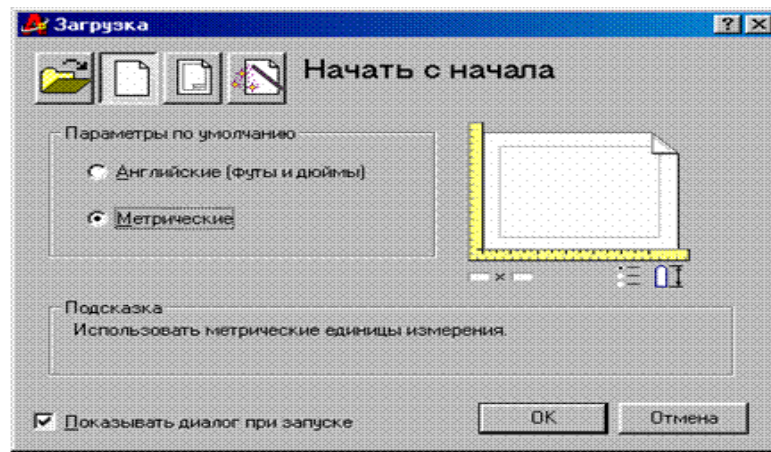 Загрузка
Начать с начала
Параметры по умолчанию
Английские (футы и дюймы)
Метрические
Подсказка
Использовать метрические единицы измерения.
Показывать диалог при запуске
OK
Отмена